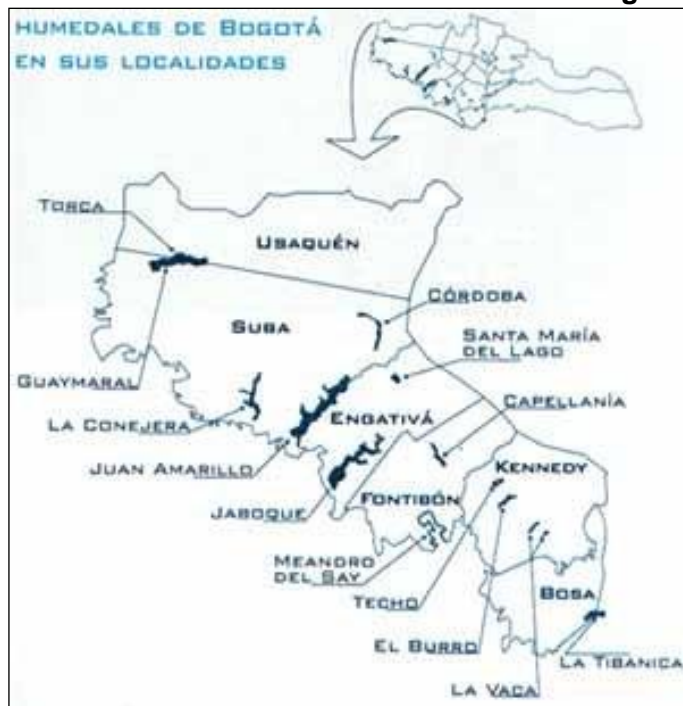 HUMEDALES DE BOGOTÁ
EN SUS LOCALIDADES
TORCA
USAQUÉN
CÓRDOBA
SUBA
SANTA MARÍA
DEL LAGO
GUAYMARAL
CAPELLANÍA
LA CONEJERA
ENGATIVÁ
JUAN AMARILLO
KENNEDY
JABOQUE
FONTIBÓN
MEANDRO
DEL SAY
TECHO
BOSA
EL BURRO
LA TIBANICA
LA VACA